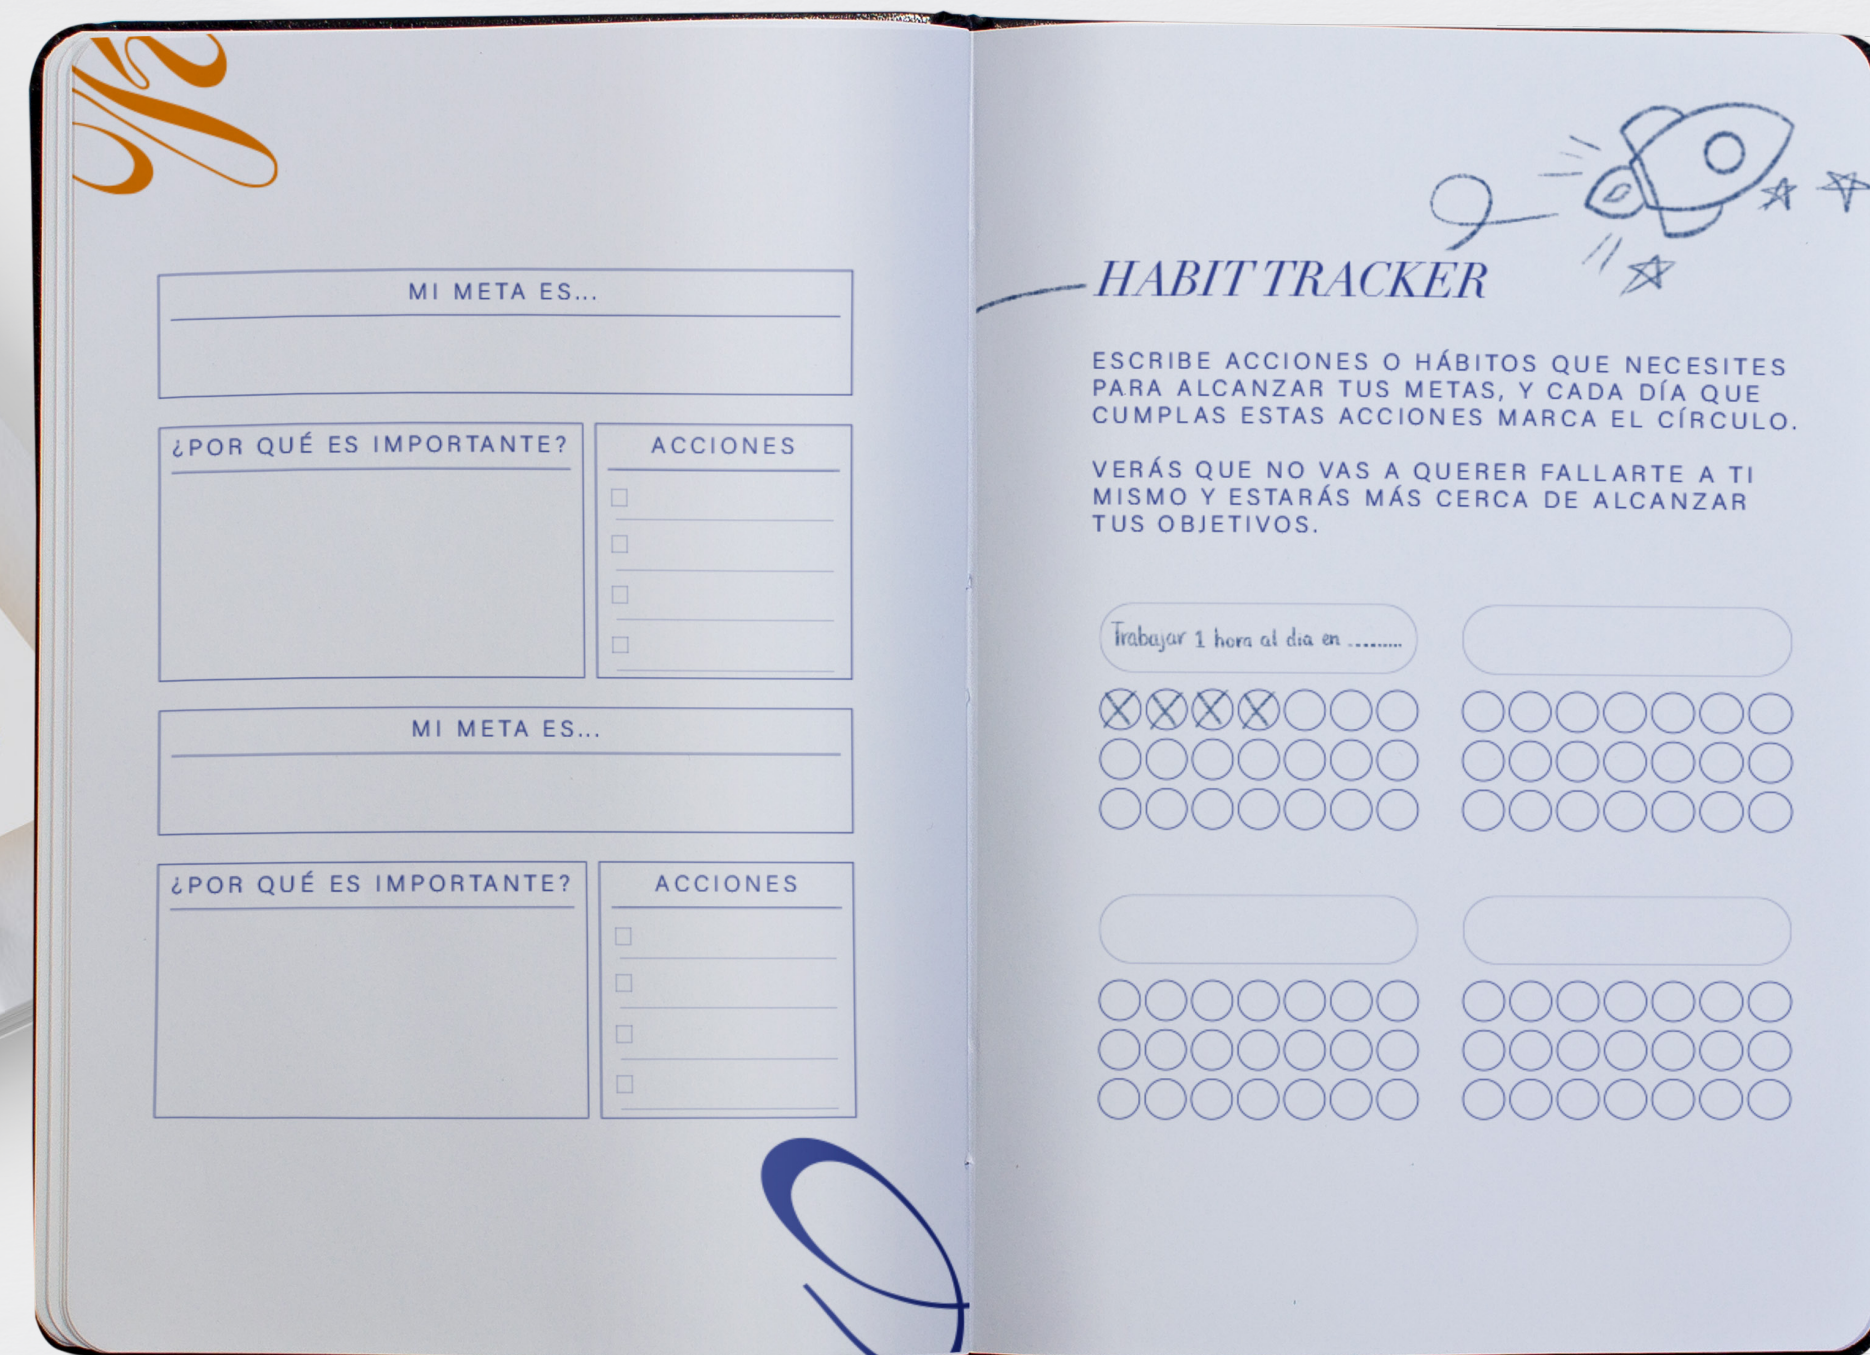 MI META ES...
¿POR QUÉ ES IMPORTANTE?
ACCIONES
MI META ES...
¿POR QUÉ ES IMPORTANTE?
ACCIONES
HABIT TRACKER
ESCRIBE ACCIONES O HÁBITOS QUE NECESITES
PARA ALCANZAR TUS METAS, Y CADA DÍA QUE
CUMPLAS ESTAS ACCIONES MARCA EL CÍRCULO.
VERÁS QUE NO VAS A QUERER FALLARTE A TI
MISMO Y ESTARÁS MÁS CERCA DE ALCANZAR
TUS OBJETIVOS.
Trabajar 1 hora al dia en .........